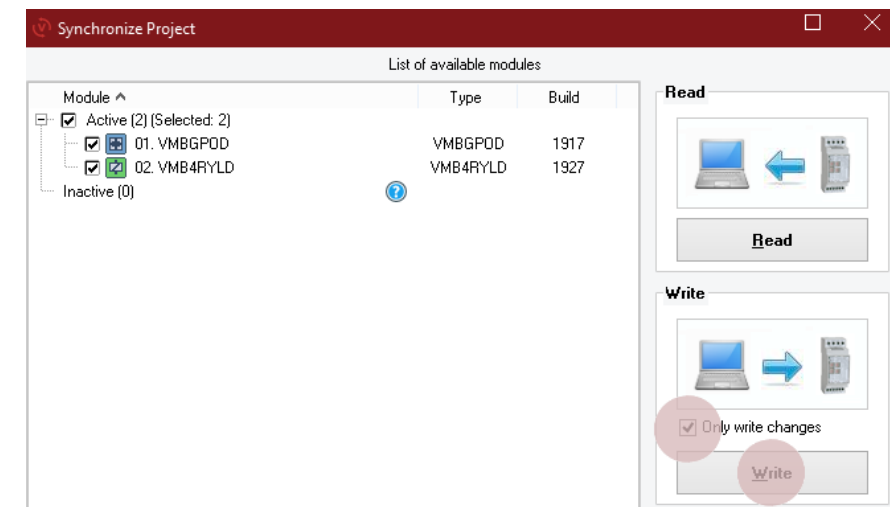 Synchronize Project
List of available modules
Module Type Build
Active (2) (Selected: 2)
01. VMBGPOD VMBGPOD 1917
02. VMB4RYLD VMB4RYLD 1927
Inactive (0)
Read
Read
Write
Only write changes
Write